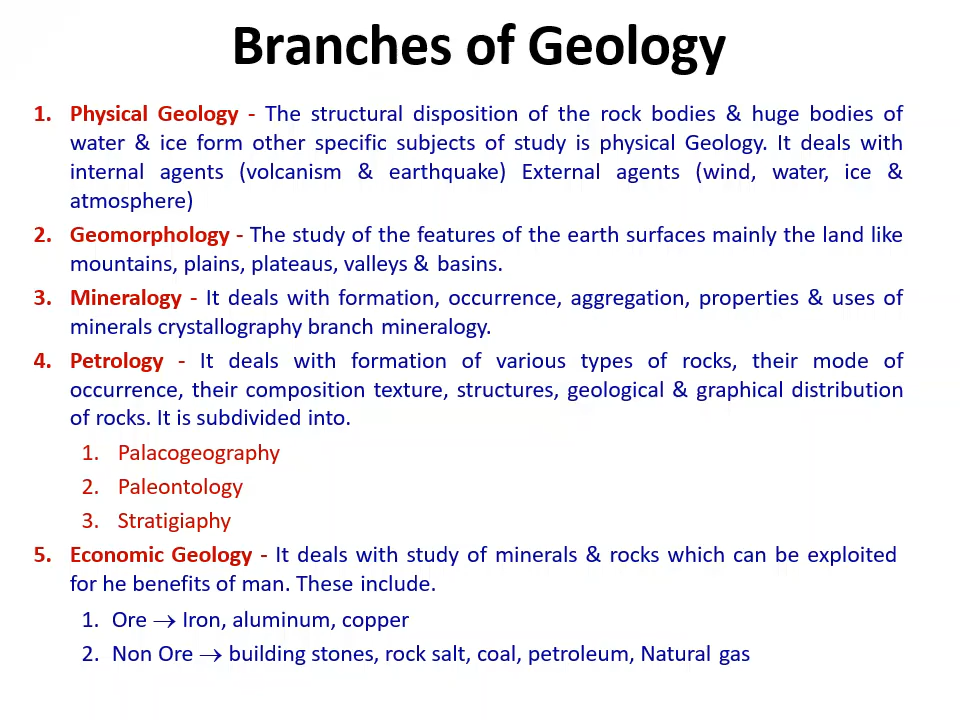 Branches of Geology
1. Physical Geology - The structural disposition of the rock bodies & huge bodies of
water & ice form other specific subjects of study is physical Geology. It deals with
internal agents (volcanism & earthquake) External agents (wind, water, ice &
atmosphere)
2. Geomorphology - The study of the features of the earth surfaces mainly the land like
mountains, plains, plateaus, valleys & basins.
3. Mineralogy - It deals with formation, occurrence, aggregation, properties & uses of
minerals crystallography branch mineralogy.
4. Petrology - It deals with formation of various types of rocks, their mode of
occurrence, their composition texture, structures, geological & graphical distribution
of rocks. It is subdivided into.
1. Palacogeography
2. Paleontology
3. Stratigiaphy
5. Economic Geology - It deals with study of minerals & rocks which can be exploited
for he benefits of man. These include.
1. Ore → Iron, aluminum, copper
2. Non Ore → building stones, rock salt, coal, petroleum, Natural gas